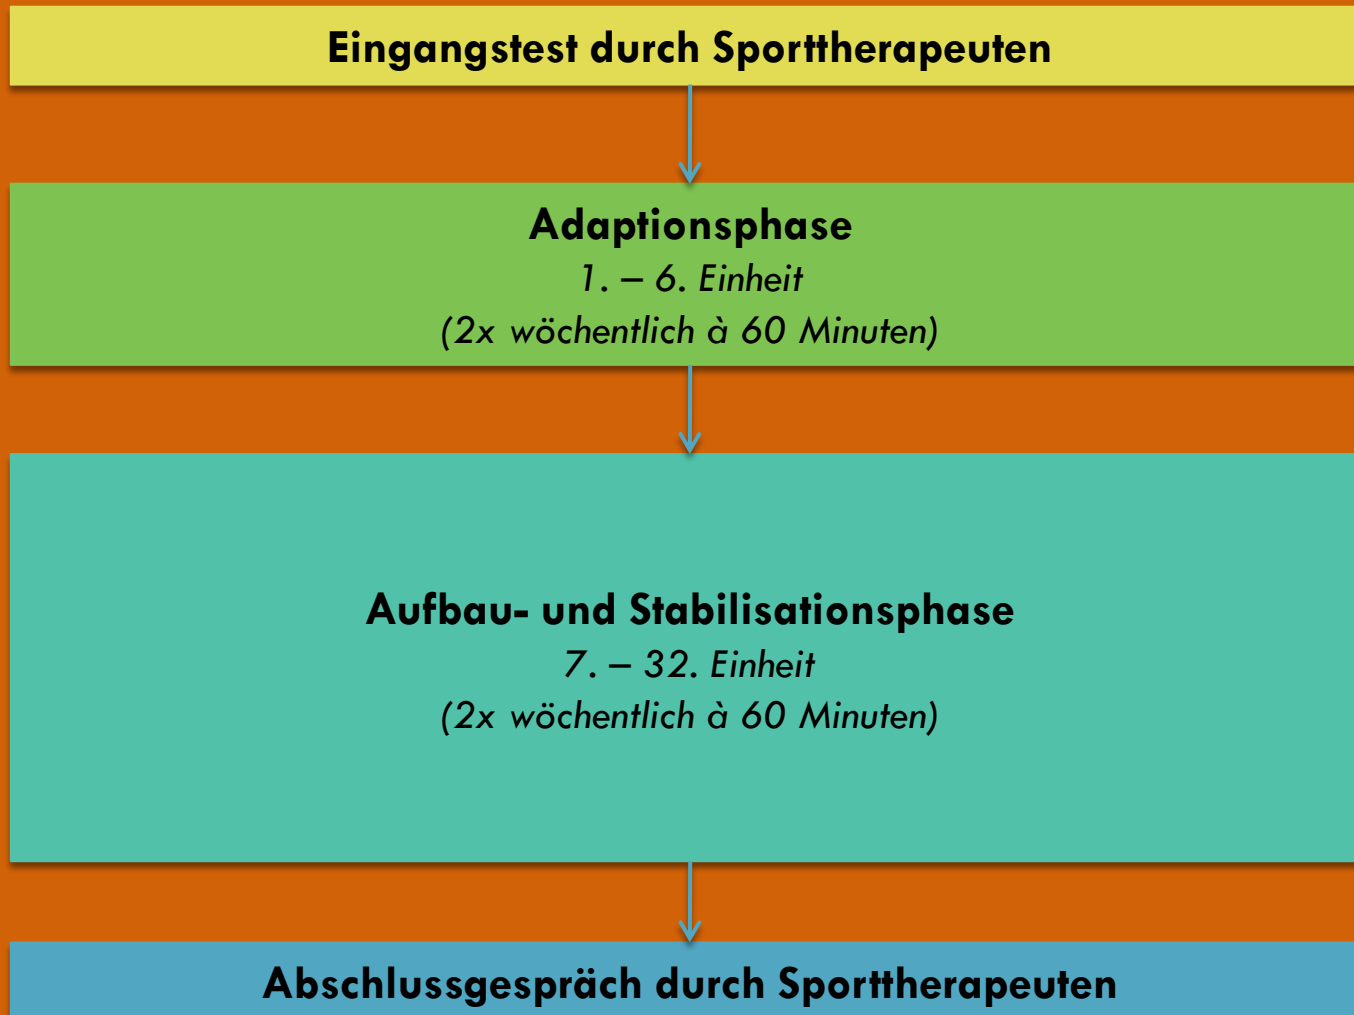 Eingangstest durch Sporttherapeuten
Adaptionsphase
1. – 6. Einheit
(2x wöchentlich à 60 Minuten)
Aufbau- und Stabilisationsphase
7. – 32. Einheit
(2x wöchentlich à 60 Minuten)
Abschlussgespräch durch Sporttherapeuten